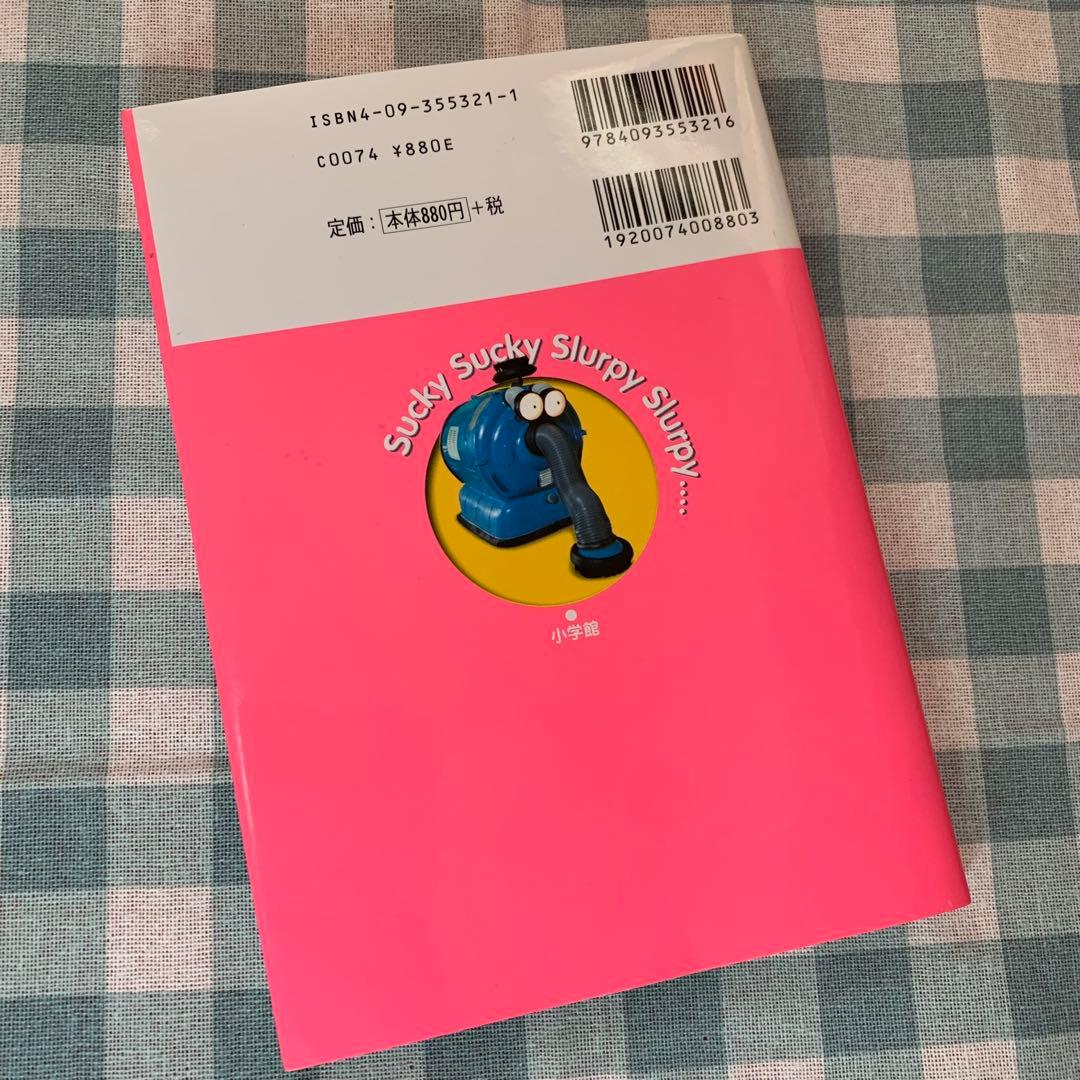 ISBN4-09-355321-1
C0074 ¥880E
定価：本体880円+税
9784093553216
1920074008803
Sucky Sucky Slurpy Slurpy....
小学館